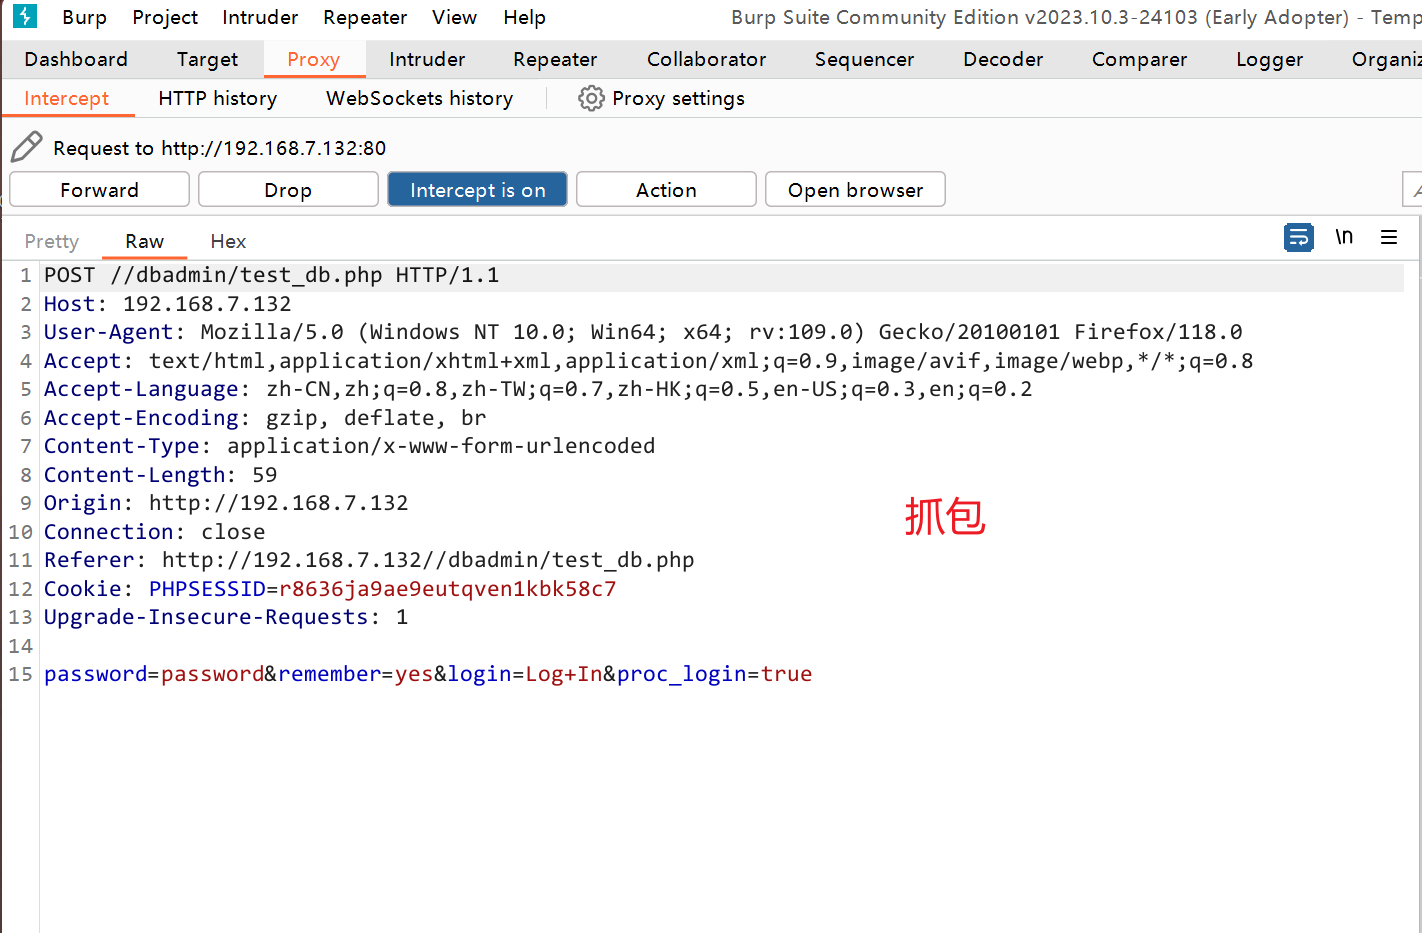 Burp Project Intruder Repeater View Help Burp Suite Community Edition v2023.10.3-24103 (Early Adopter) - Temp
Dashboard Target Proxy Intruder Repeater Collaborator Sequencer Decoder Comparer Logger Organiz
Intercept HTTP history WebSockets history Proxy settings
Request to http://192.168.7.132:80
Forward Drop Intercept is on Action Open browser
Pretty Raw Hex \n
1 POST //dbadmin/test_db.php HTTP/1.1
2 Host: 192.168.7.132
3 User-Agent: Mozilla/5.0 (Windows NT 10.0; Win64; x64; rv:109.0) Gecko/20100101 Firefox/118.0
4 Accept: text/html,application/xhtml+xml,application/xml;q=0.9,image/avif,image/webp,*/*;q=0.8
5 Accept-Language: zh-CN,zh;q=0.8,zh-TW;q=0.7,zh-HK;q=0.5,en-US;q=0.3,en;q=0.2
6 Accept-Encoding: gzip, deflate, br
7 Content-Type: application/x-www-form-urlencoded
8 Content-Length: 59
9 Origin: http://192.168.7.132
抓包
10 Connection: close
11 Referer: http://192.168.7.132//dbadmin/test_db.php
12 Cookie: PHPSESSID=r8636ja9ae9eutqven1kbk58c7
13 Upgrade-Insecure-Requests: 1
14
15 password=password&remember=yes&login=Log+In&proc_login=true